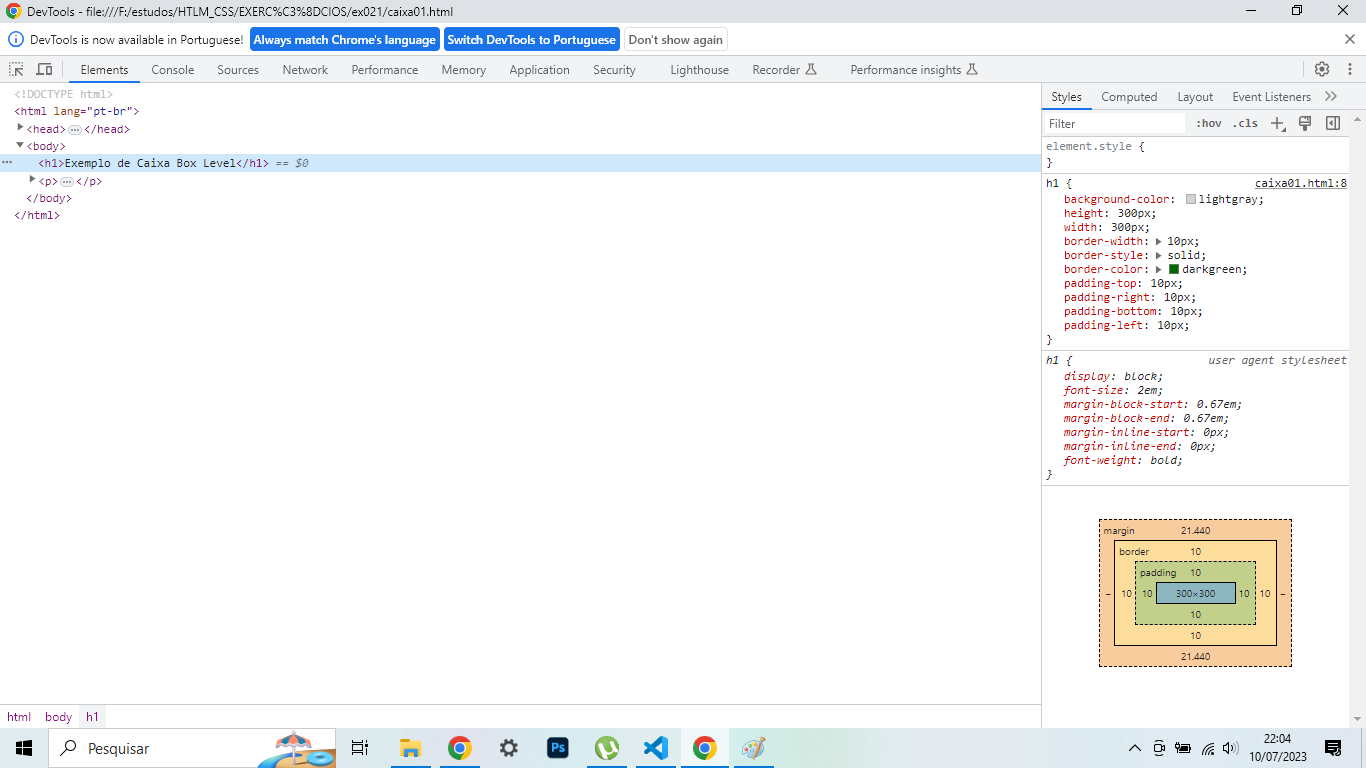 DevTools - file:///F:/estudos/HTLM_CSS/EXERC%C3%8DCIOS/ex021/caixa01.html
DevTools is now available in Portuguese! Always match Chrome's language Switch DevTools to Portuguese Don't show again
Elements Console Sources Network Performance Memory Application Security Lighthouse Recorder Performance insights
<!DOCTYPE html>
<html lang="pt-br">
<head> ··· </head>
<body>
··· <h1>Exemplo de Caixa Box Level</h1> == $0
<p> ··· </p>
</body>
</html>
Styles Computed Layout Event Listeners
Filter :hov .cls
element.style {
}
h1 { caixa01.html:8
background-color: lightgray;
height: 300px;
width: 300px;
border-width: 10px;
border-style: solid;
border-color: darkgreen;
padding-top: 10px;
padding-right: 10px;
padding-bottom: 10px;
padding-left: 10px;
}
h1 { user agent stylesheet
display: block;
font-size: 2em;
margin-block-start: 0.67em;
margin-block-end: 0.67em;
margin-inline-start: 0px;
margin-inline-end: 0px;
font-weight: bold;
}
margin 21.440
border 10
padding 10
– 10 10 300×300 10 10 –
10
10
21.440
html body h1
Pesquisar
Ps
22:04
10/07/2023